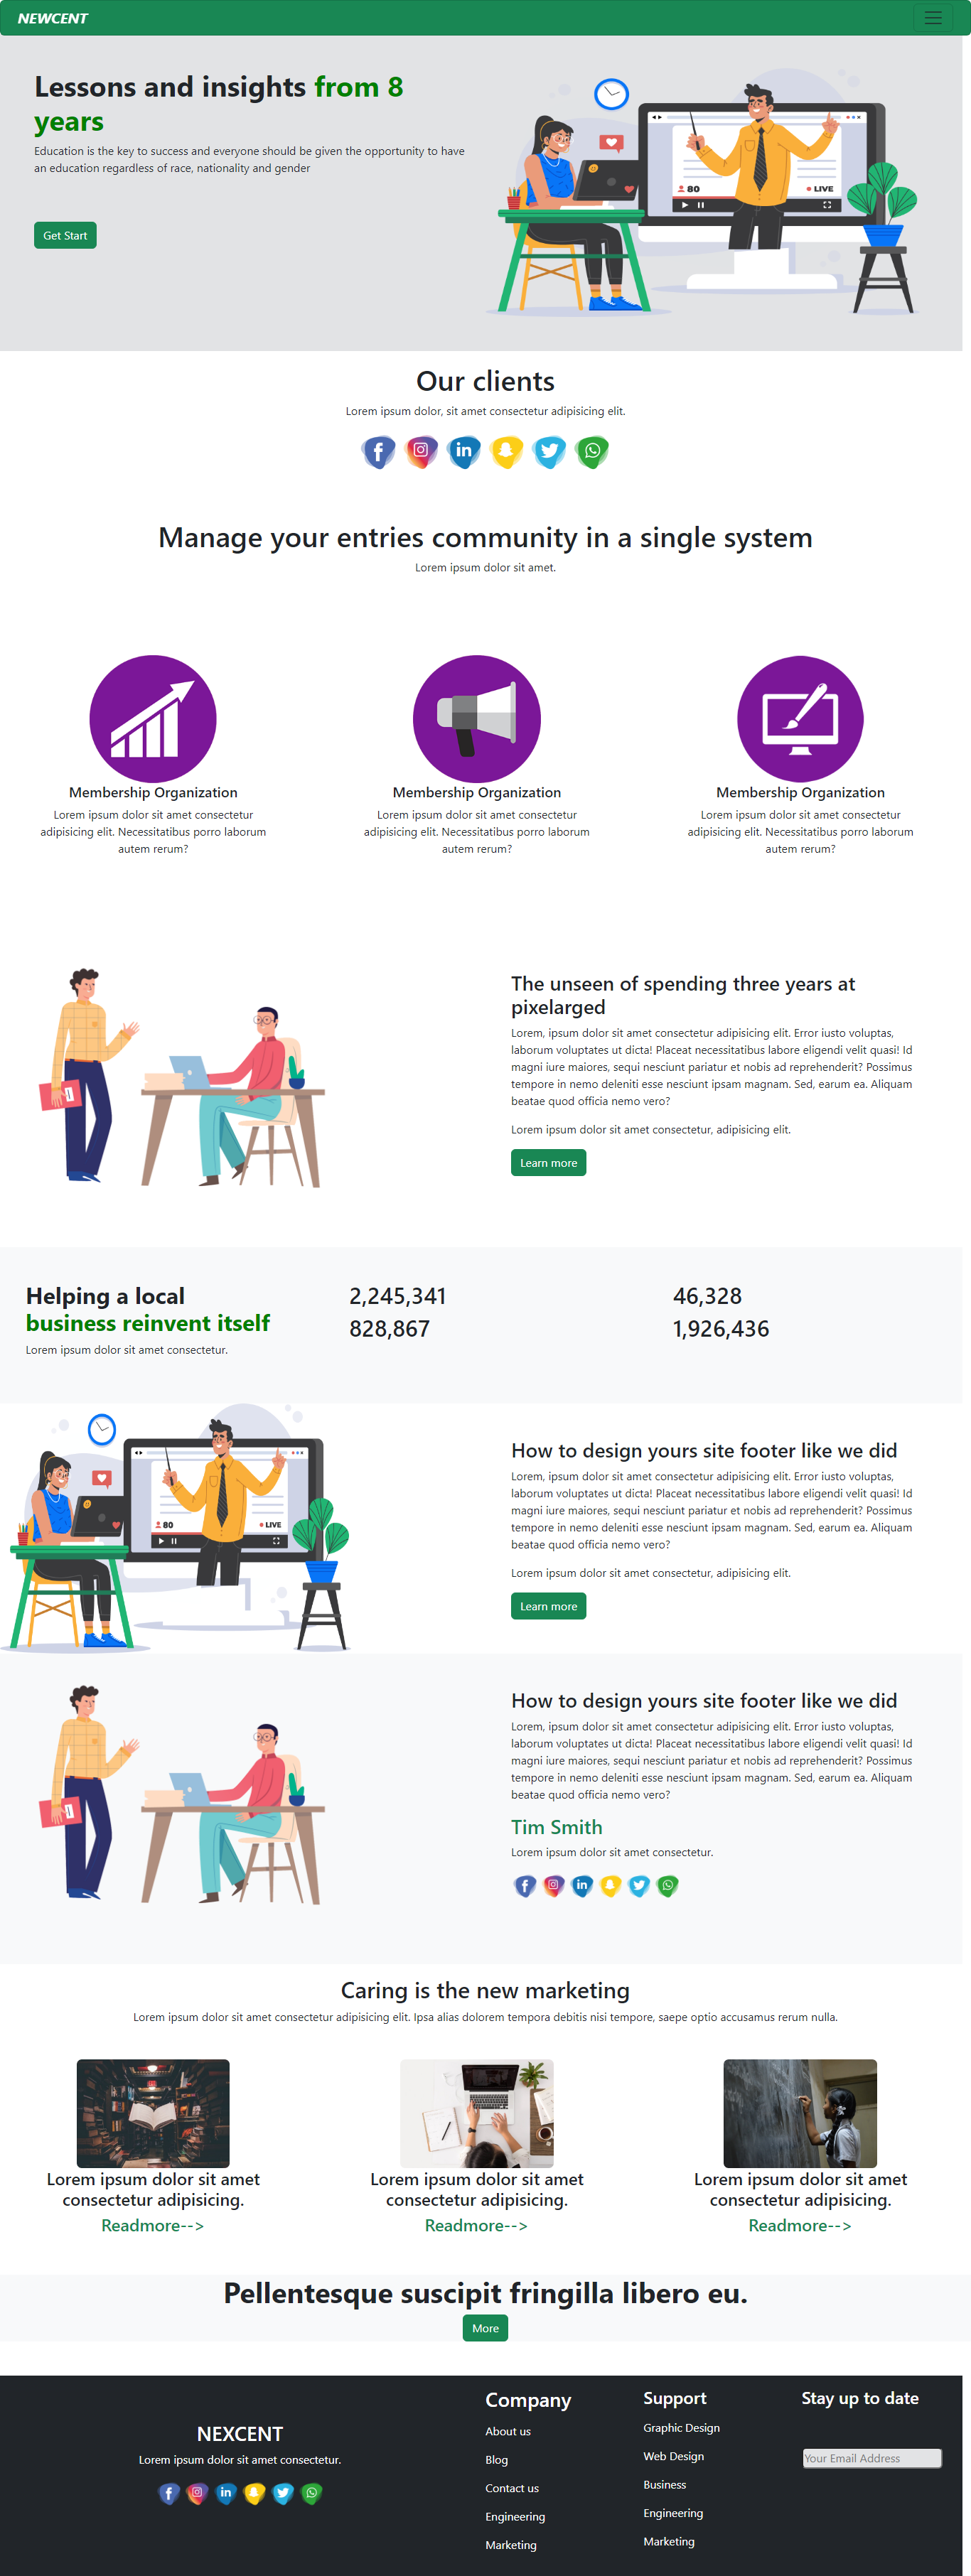 NEWCENT
Lessons and insights from 8
years
Education is the key to success and everyone should be given the opportunity to have
an education regardless of race, nationality and gender
Get Start
80
LIVE
Our clients
Lorem ipsum dolor, sit amet consectetur adipisicing elit.
Manage your entries community in a single system
Lorem ipsum dolor sit amet.
Membership Organization
Lorem ipsum dolor sit amet consectetur
adipisicing elit. Necessitatibus porro laborum
autem rerum?
Membership Organization
Lorem ipsum dolor sit amet consectetur
adipisicing elit. Necessitatibus porro laborum
autem rerum?
Membership Organization
Lorem ipsum dolor sit amet consectetur
adipisicing elit. Necessitatibus porro laborum
autem rerum?
The unseen of spending three years at
pixelarged
Lorem, ipsum dolor sit amet consectetur adipisicing elit. Error iusto voluptas,
laborum voluptates ut dicta! Placeat necessitatibus labore eligendi velit quasi! Id
magni iure maiores, sequi nesciunt pariatur et nobis ad reprehenderit? Possimus
tempore in nemo deleniti esse nesciunt ipsam magnam. Sed, earum ea. Aliquam
beatae quod officia nemo vero?
Lorem ipsum dolor sit amet consectetur, adipisicing elit.
Learn more
Helping a local
business reinvent itself
Lorem ipsum dolor sit amet consectetur.
2,245,341
828,867
46,328
1,926,436
80
LIVE
How to design yours site footer like we did
Lorem, ipsum dolor sit amet consectetur adipisicing elit. Error iusto voluptas,
laborum voluptates ut dicta! Placeat necessitatibus labore eligendi velit quasi! Id
magni iure maiores, sequi nesciunt pariatur et nobis ad reprehenderit? Possimus
tempore in nemo deleniti esse nesciunt ipsam magnam. Sed, earum ea. Aliquam
beatae quod officia nemo vero?
Lorem ipsum dolor sit amet consectetur, adipisicing elit.
Learn more
How to design yours site footer like we did
Lorem, ipsum dolor sit amet consectetur adipisicing elit. Error iusto voluptas,
laborum voluptates ut dicta! Placeat necessitatibus labore eligendi velit quasi! Id
magni iure maiores, sequi nesciunt pariatur et nobis ad reprehenderit? Possimus
tempore in nemo deleniti esse nesciunt ipsam magnam. Sed, earum ea. Aliquam
beatae quod officia nemo vero?
Tim Smith
Lorem ipsum dolor sit amet consectetur.
Caring is the new marketing
Lorem ipsum dolor sit amet consectetur adipisicing elit. Ipsa alias dolorem tempora debitis nisi tempore, saepe optio accusamus rerum nulla.
Lorem ipsum dolor sit amet
consectetur adipisicing.
Readmore-->
Lorem ipsum dolor sit amet
consectetur adipisicing.
Readmore-->
Lorem ipsum dolor sit amet
consectetur adipisicing.
Readmore-->
Pellentesque suscipit fringilla libero eu.
More
NEXCENT
Lorem ipsum dolor sit amet consectetur.
Company
About us
Blog
Contact us
Engineering
Marketing
Support
Graphic Design
Web Design
Business
Engineering
Marketing
Stay up to date
Your Email Address